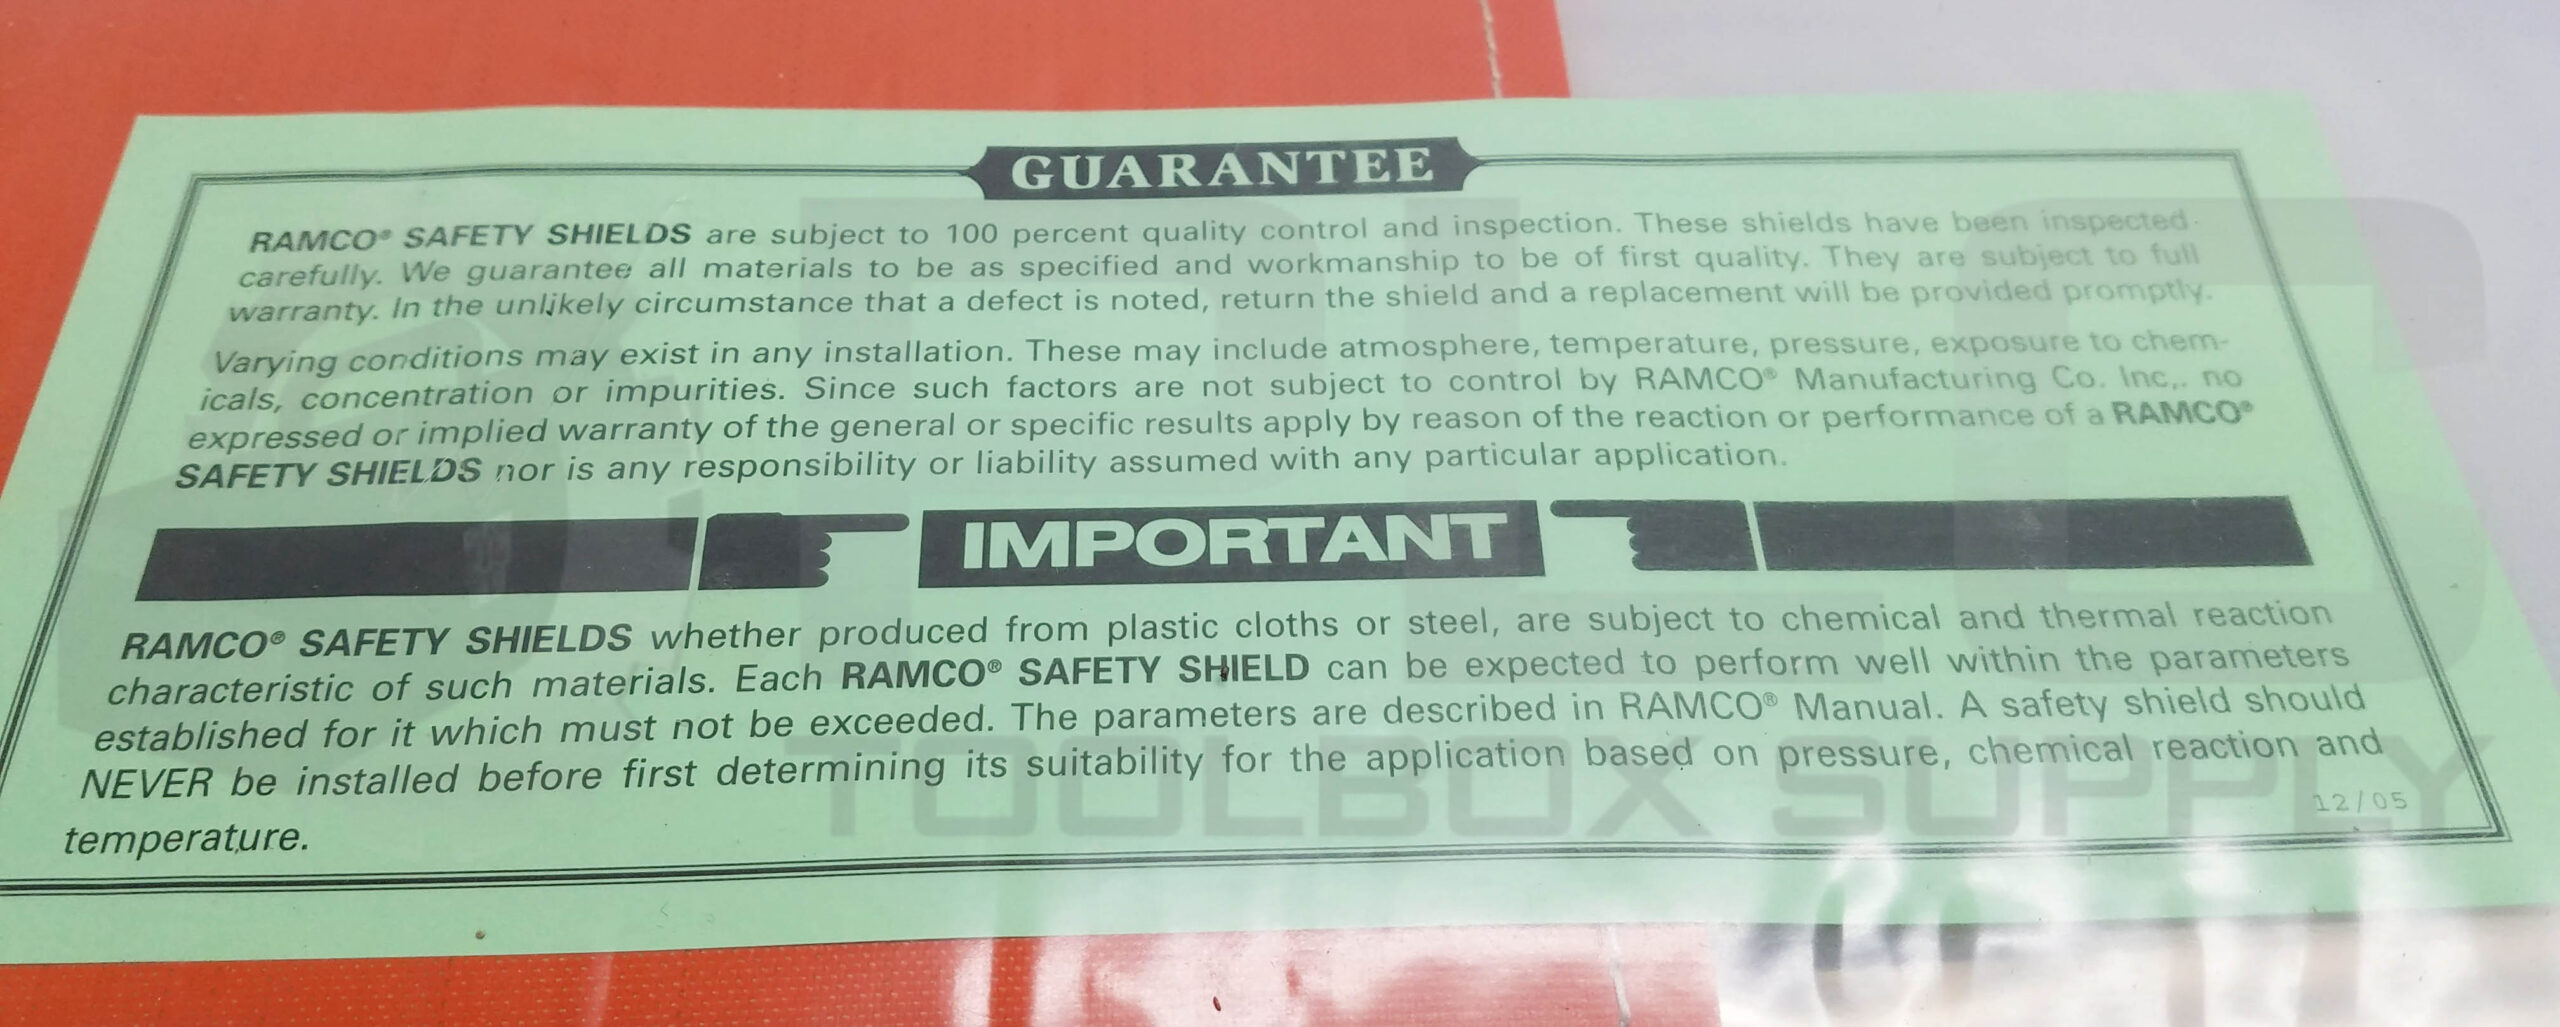 GUARANTEE
RAMCO® SAFETY SHIELDS are subject to 100 percent quality control and inspection. These shields have been inspected
carefully. We guarantee all materials to be as specified and workmanship to be of first quality. They are subject to full
warranty. In the unlikely circumstance that a defect is noted, return the shield and a replacement will be provided promptly.
Varying conditions may exist in any installation. These may include atmosphere, temperature, pressure, exposure to chem-
icals, concentration or impurities. Since such factors are not subject to control by RAMCO® Manufacturing Co. Inc,. no
expressed or implied warranty of the general or specific results apply by reason of the reaction or performance of a RAMCO®
SAFETY SHIELDS nor is any responsibility or liability assumed with any particular application.
IMPORTANT
RAMCO® SAFETY SHIELDS whether produced from plastic cloths or steel, are subject to chemical and thermal reaction
characteristic of such materials. Each RAMCO® SAFETY SHIELD can be expected to perform well within the parameters
established for it which must not be exceeded. The parameters are described in RAMCO® Manual. A safety shield should
NEVER be installed before first determining its suitability for the application based on pressure, chemical reaction and
temperature.
12/05
PLC
TOOLBOX SUPPLY